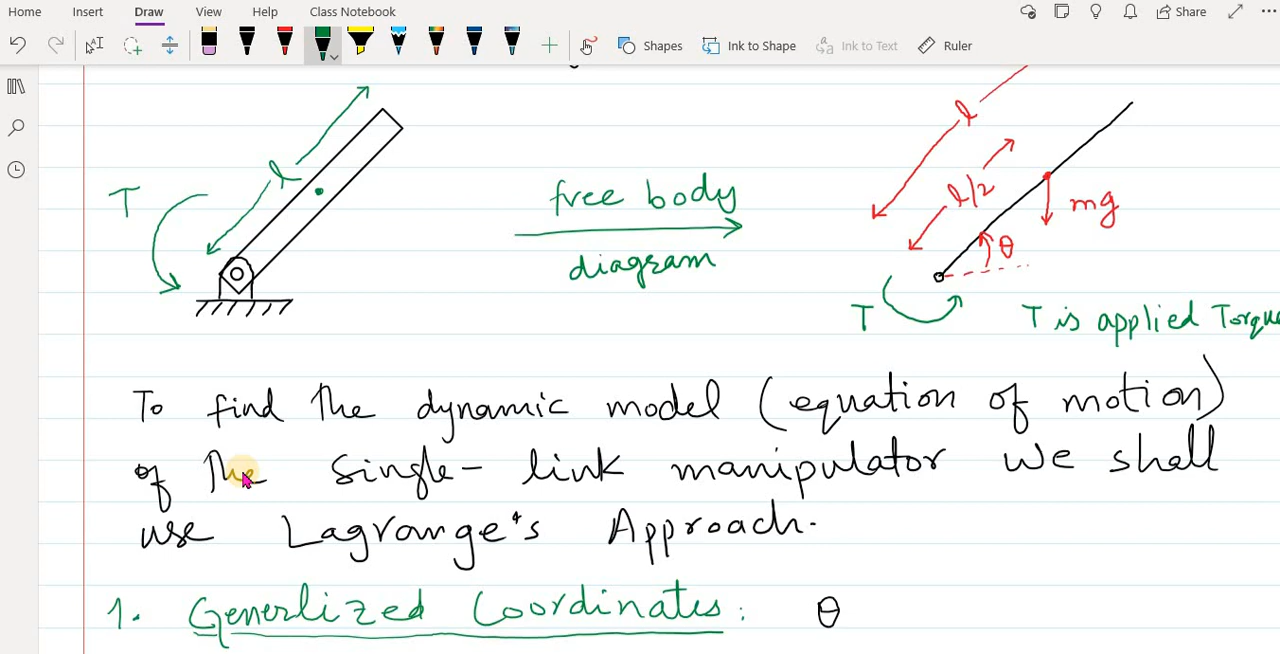 Home Insert Draw View Help Class Notebook Share
Shapes Ink to Shape Ink to Text Ruler
l
T
free body
diagram
l
l/2
mg
θ
T
T is applied Torque
To find the dynamic model (equation of motion)
of the single-link manipulator we shall
use Lagrange's Approach.
1. Generlized Coordinates: θ